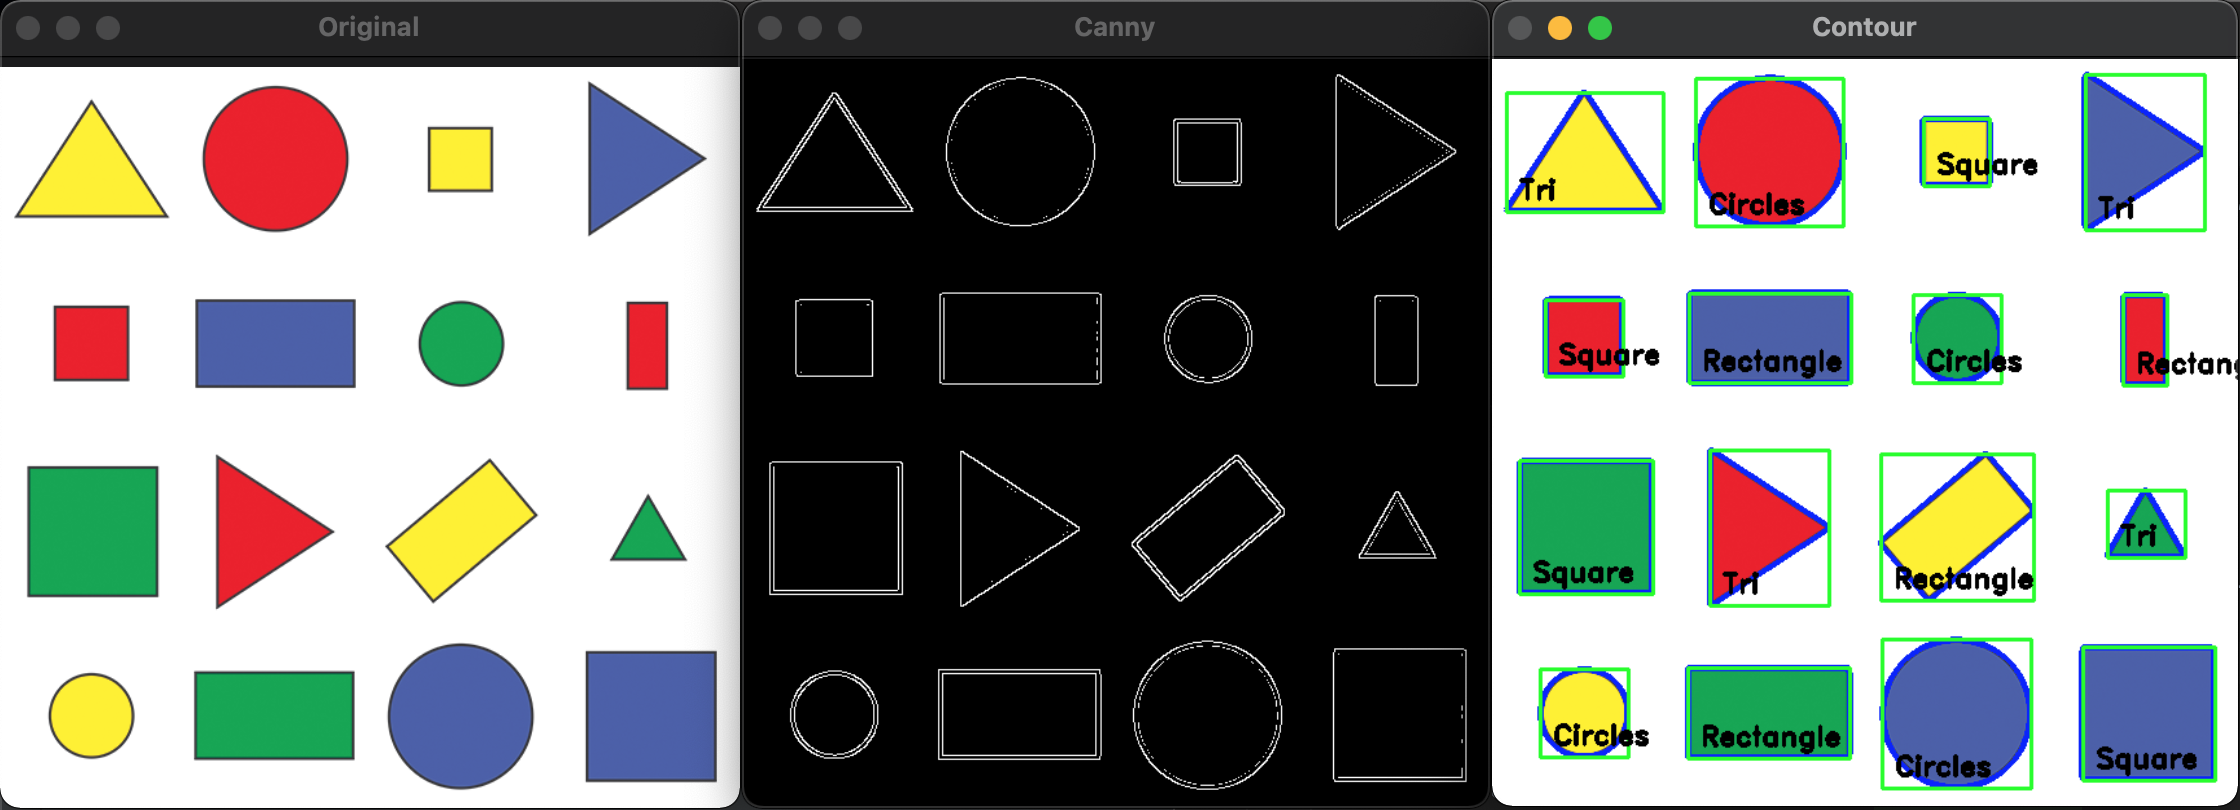 Original
Canny
Contour
Tri
Circles
Square
Tri
Square
Rectangle
Circles
Rectang
Square
Tri
Rectangle
Tri
Circles
Rectangle
Circles
Square